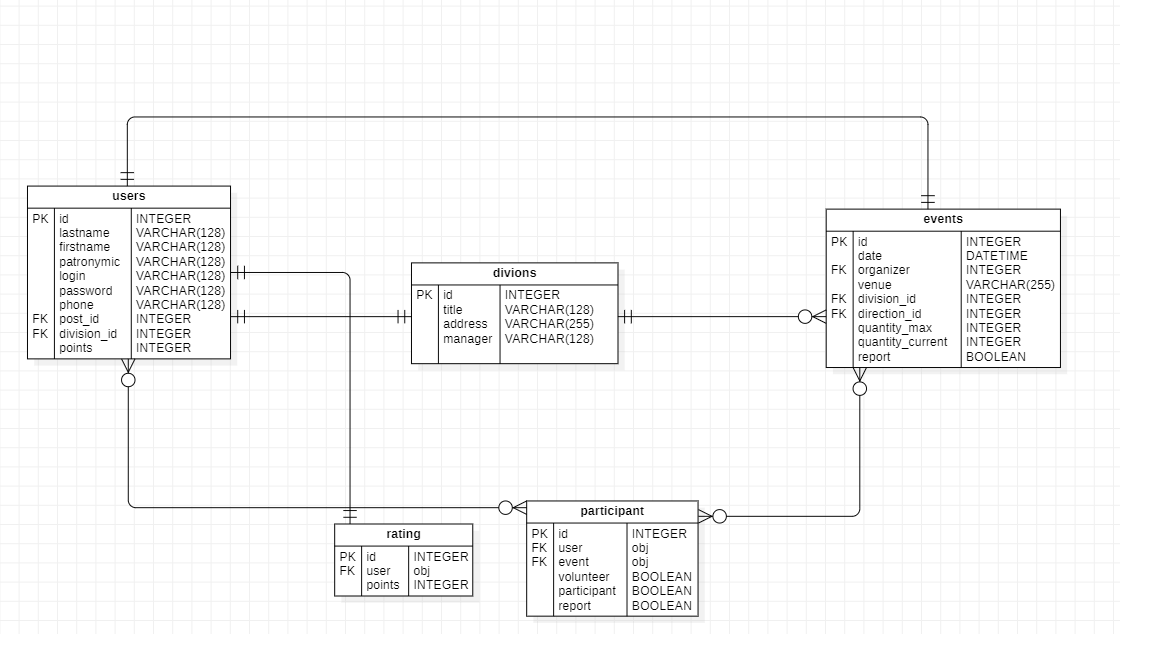 users
PK id INTEGER
lastname VARCHAR(128)
firstname VARCHAR(128)
patronymic VARCHAR(128)
login VARCHAR(128)
password VARCHAR(128)
phone VARCHAR(128)
FK post_id INTEGER
FK division_id INTEGER
points INTEGER
divions
PK id INTEGER
title VARCHAR(128)
address VARCHAR(255)
manager VARCHAR(128)
events
PK id INTEGER
date DATETIME
FK organizer INTEGER
venue VARCHAR(255)
FK division_id INTEGER
FK direction_id INTEGER
quantity_max INTEGER
quantity_current INTEGER
report BOOLEAN
rating
PK id INTEGER
FK user obj
points INTEGER
participant
PK id INTEGER
FK user obj
FK event obj
volunteer BOOLEAN
participant BOOLEAN
report BOOLEAN